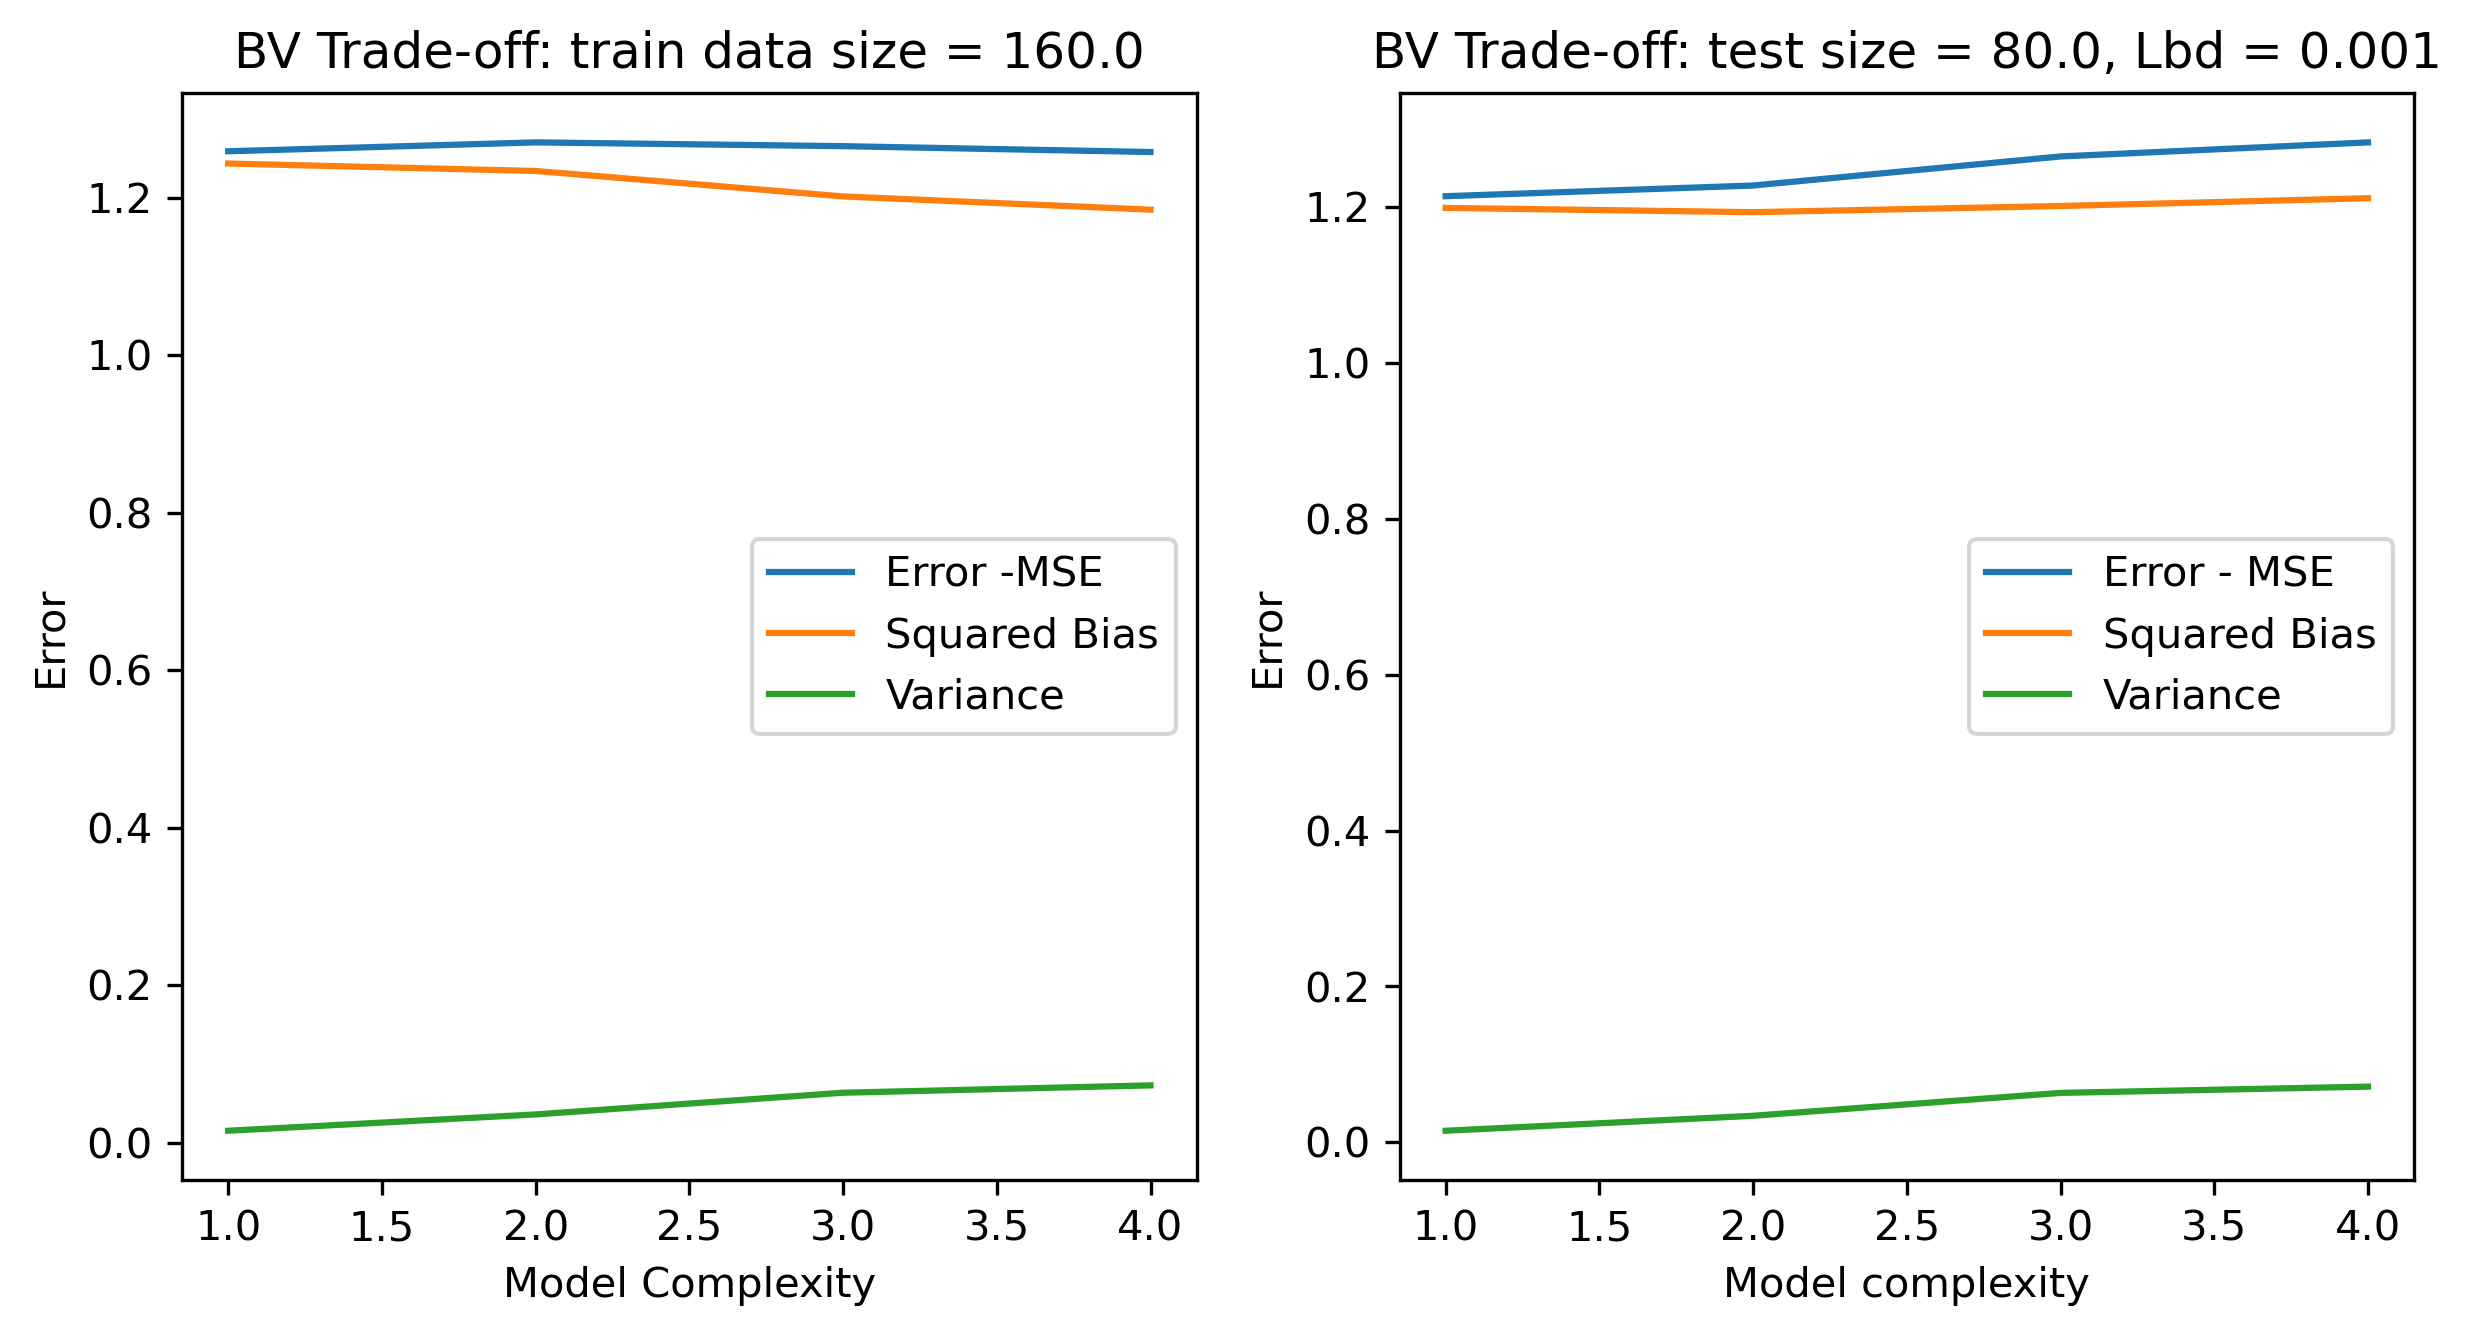 BV Trade-off: train data size = 160.0
1.2
1.0
0.8
0.6
0.4
0.2
0.0
Error
Error -MSE
Squared Bias
Variance
1.0 1.5 2.0 2.5 3.0 3.5 4.0
Model Complexity
BV Trade-off: test size = 80.0, Lbd = 0.001
1.2
1.0
0.8
0.6
0.4
0.2
0.0
Error
Error - MSE
Squared Bias
Variance
1.0 1.5 2.0 2.5 3.0 3.5 4.0
Model complexity